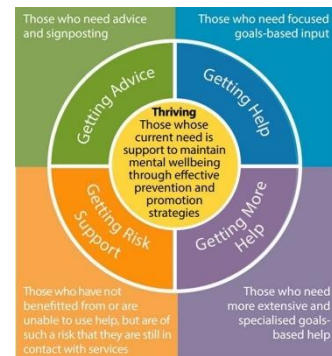 Those who need advice
and signposting
Those who need focused
goals-based input
Getting Advice
Getting Help
Thriving
Those whose
current need is
support to maintain
mental wellbeing
through effective
prevention and
promotion
strategies
Getting Risk
Support
Getting More
Help
Those who have not
benefitted from or are
unable to use help, but are of
such a risk that they are still in
contact with services
Those who need
more extensive and
specialised goals-
based help